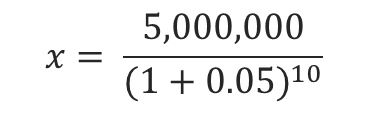 x = 5,000,000 / (1 + 0.05)¹⁰